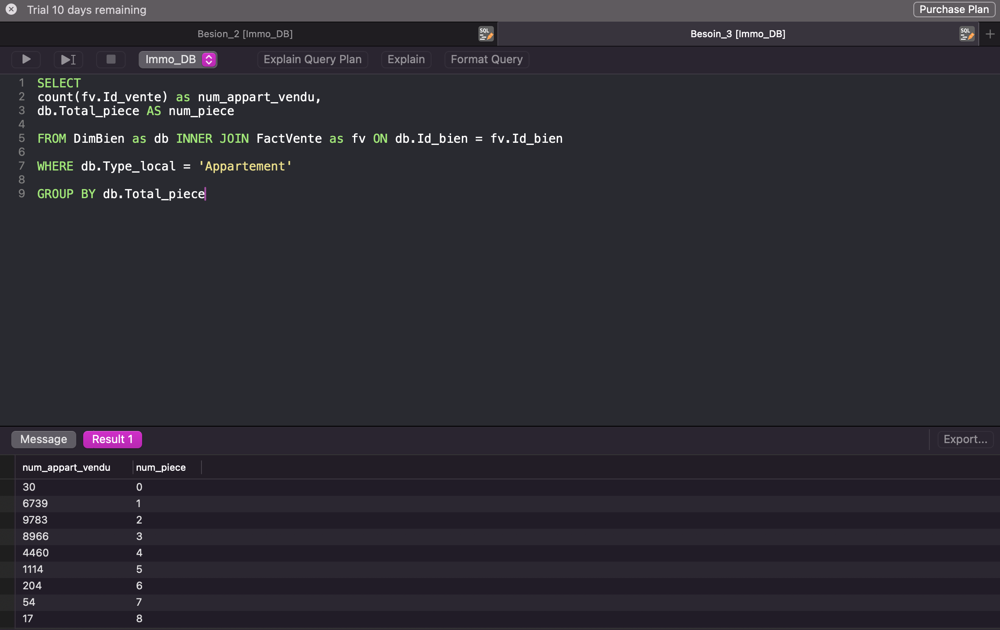 Trial 10 days remaining
Purchase Plan
Besion_2 [Immo_DB]
SQL
Besoin_3 [Immo_DB]
SQL
Immo_DB
Explain Query Plan
Explain
Format Query
1 SELECT
2 count(fv.Id_vente) as num_appart_vendu,
3 db.Total_piece AS num_piece
4
5 FROM DimBien as db INNER JOIN FactVente as fv ON db.Id_bien = fv.Id_bien
6
7 WHERE db.Type_local = 'Appartement'
8
9 GROUP BY db.Total_piece
Message
Result 1
Export...
num_appart_vendu num_piece
30 0
6739 1
9783 2
8966 3
4460 4
1114 5
204 6
54 7
17 8